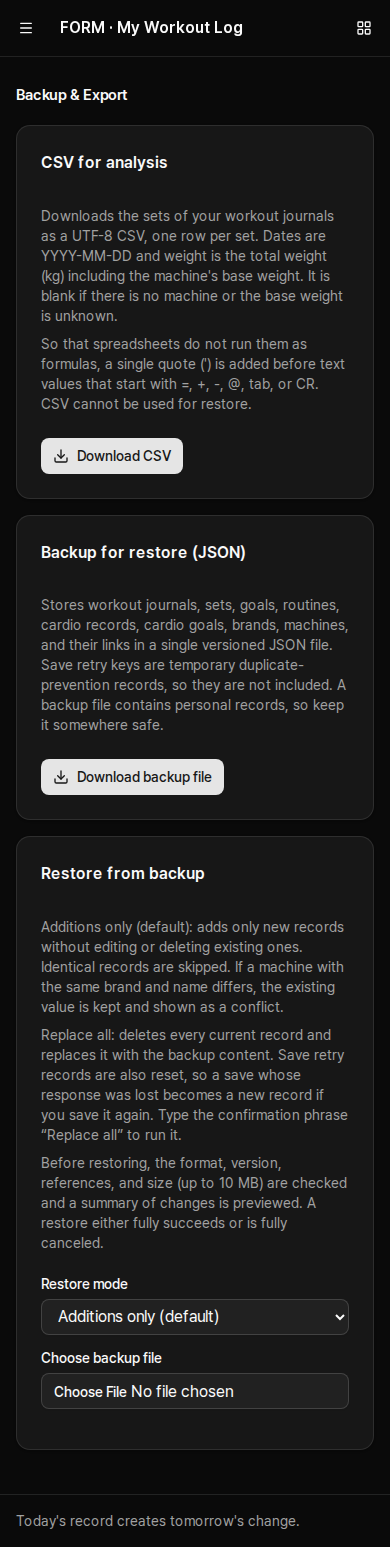 FORM · My Workout Log
Backup & Export
CSV for analysis
Downloads the sets of your workout journals
as a UTF-8 CSV, one row per set. Dates are
YYYY-MM-DD and weight is the total weight
(kg) including the machine's base weight. It is
blank if there is no machine or the base weight
is unknown.
So that spreadsheets do not run them as
formulas, a single quote (') is added before text
values that start with =, +, -, @, tab, or CR.
CSV cannot be used for restore.
Download CSV
Backup for restore (JSON)
Stores workout journals, sets, goals, routines,
cardio records, cardio goals, brands, machines,
and their links in a single versioned JSON file.
Save retry keys are temporary duplicate-
prevention records, so they are not included. A
backup file contains personal records, so keep
it somewhere safe.
Download backup file
Restore from backup
Additions only (default): adds only new records
without editing or deleting existing ones.
Identical records are skipped. If a machine with
the same brand and name differs, the existing
value is kept and shown as a conflict.
Replace all: deletes every current record and
replaces it with the backup content. Save retry
records are also reset, so a save whose
response was lost becomes a new record if
you save it again. Type the confirmation phrase
“Replace all” to run it.
Before restoring, the format, version,
references, and size (up to 10 MB) are checked
and a summary of changes is previewed. A
restore either fully succeeds or is fully
canceled.
Restore mode
Additions only (default)
Choose backup file
Choose File No file chosen
Today's record creates tomorrow's change.